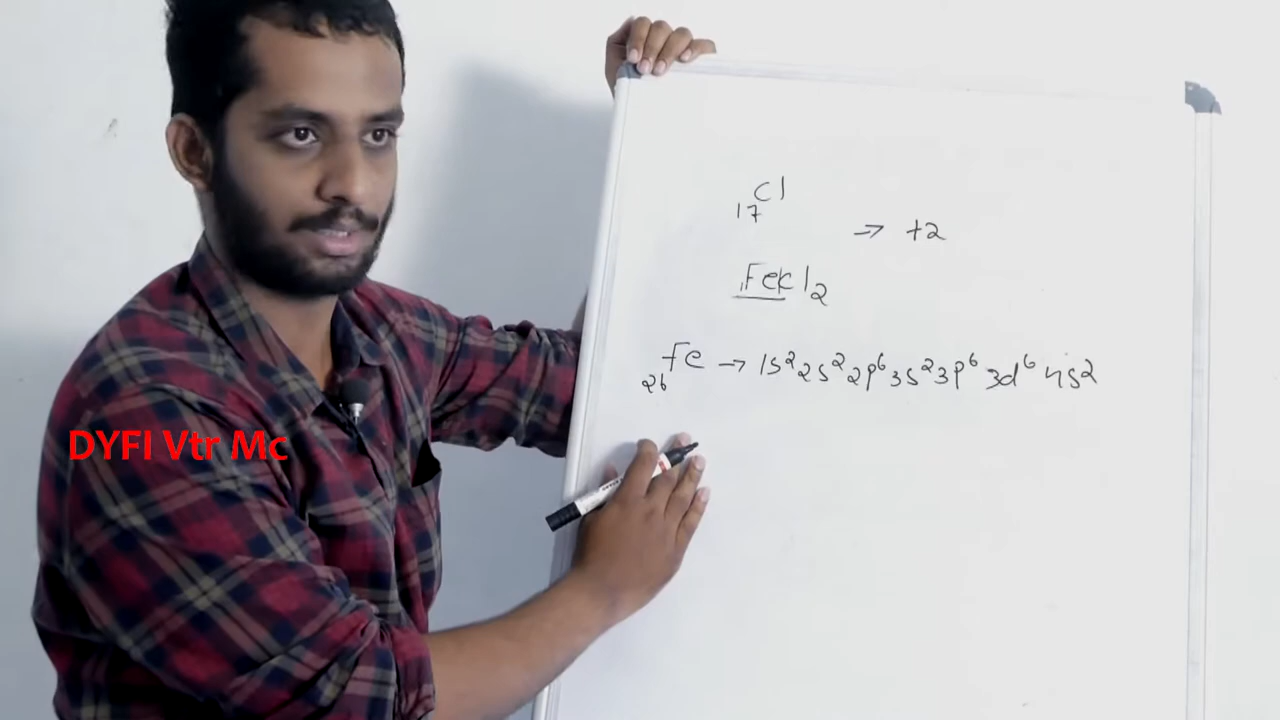 17Cl
→ +2
FeCl2
26Fe → 1s² 2s² 2p⁶ 3s² 3p⁶ 3d⁶ 4s²
DYFI Vtr Mc